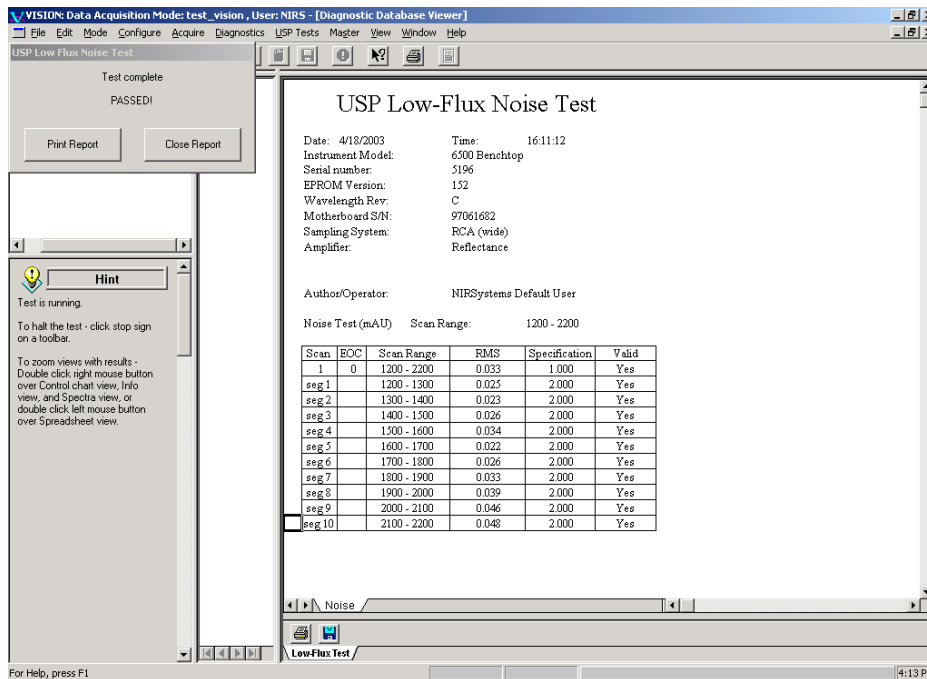 VISION: Data Acquisition Mode: test_vision , User: NIRS - [Diagnostic Database Viewer]
File Edit Mode Configure Acquire Diagnostics USP Tests Master View Window Help
USP Low Flux Noise Test
Test complete
PASSED!
Print Report Close Report
Hint
Test is running.
To halt the test - click stop sign
on a toolbar.
To zoom views with results -
Double click right mouse button
over Control chart view, Info
view, and Spectra view, or
double click left mouse button
over Spreadsheet view.
USP Low-Flux Noise Test
Date: 4/18/2003 Time: 16:11:12
Instrument Model: 6500 Benchtop
Serial number: 5196
EPROM Version: 152
Wavelength Rev: C
Motherboard S/N: 97061682
Sampling System: RCA (wide)
Amplifier: Reflectance
Author/Operator: NIRSystems Default User
Noise Test (mAU) Scan Range: 1200 - 2200
Scan EOC Scan Range RMS Specification Valid
1 0 1200 - 2200 0.033 1.000 Yes
seg 1 1200 - 1300 0.025 2.000 Yes
seg 2 1300 - 1400 0.023 2.000 Yes
seg 3 1400 - 1500 0.026 2.000 Yes
seg 4 1500 - 1600 0.034 2.000 Yes
seg 5 1600 - 1700 0.022 2.000 Yes
seg 6 1700 - 1800 0.026 2.000 Yes
seg 7 1800 - 1900 0.033 2.000 Yes
seg 8 1900 - 2000 0.039 2.000 Yes
seg 9 2000 - 2100 0.046 2.000 Yes
seg 10 2100 - 2200 0.048 2.000 Yes
Noise
Low-Flux Test
For Help, press F1
4:13 P